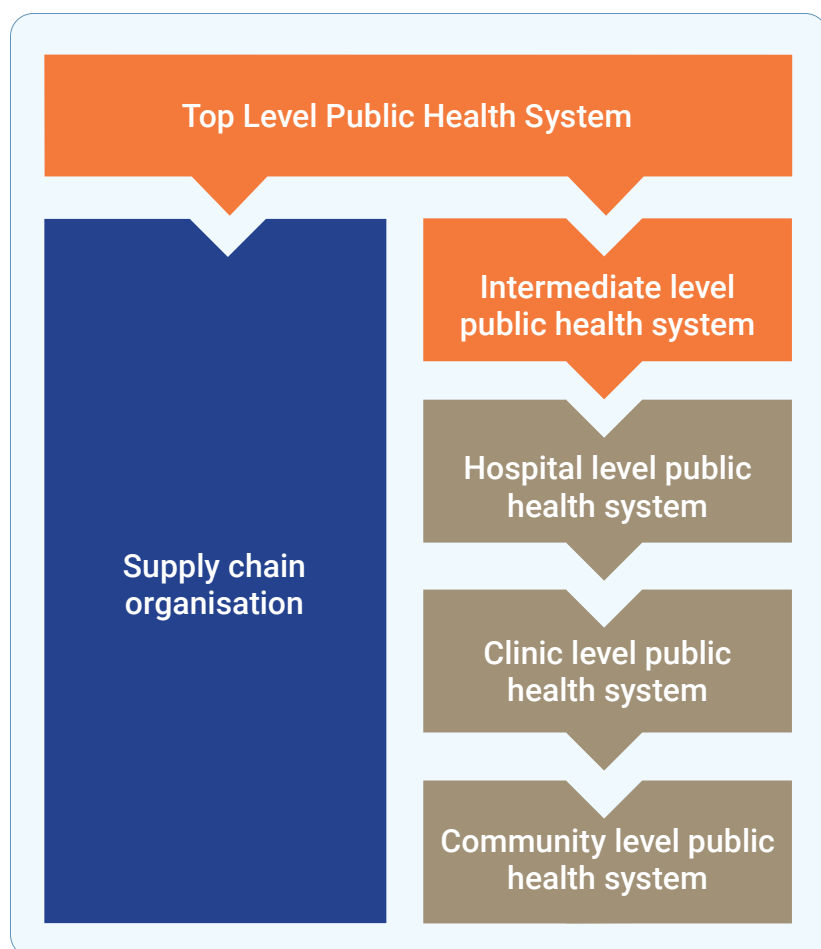 Top Level Public Health System
Intermediate level
public health system
Hospital level public
health system
Supply chain
organisation
Clinic level public
health system
Community level public
health system